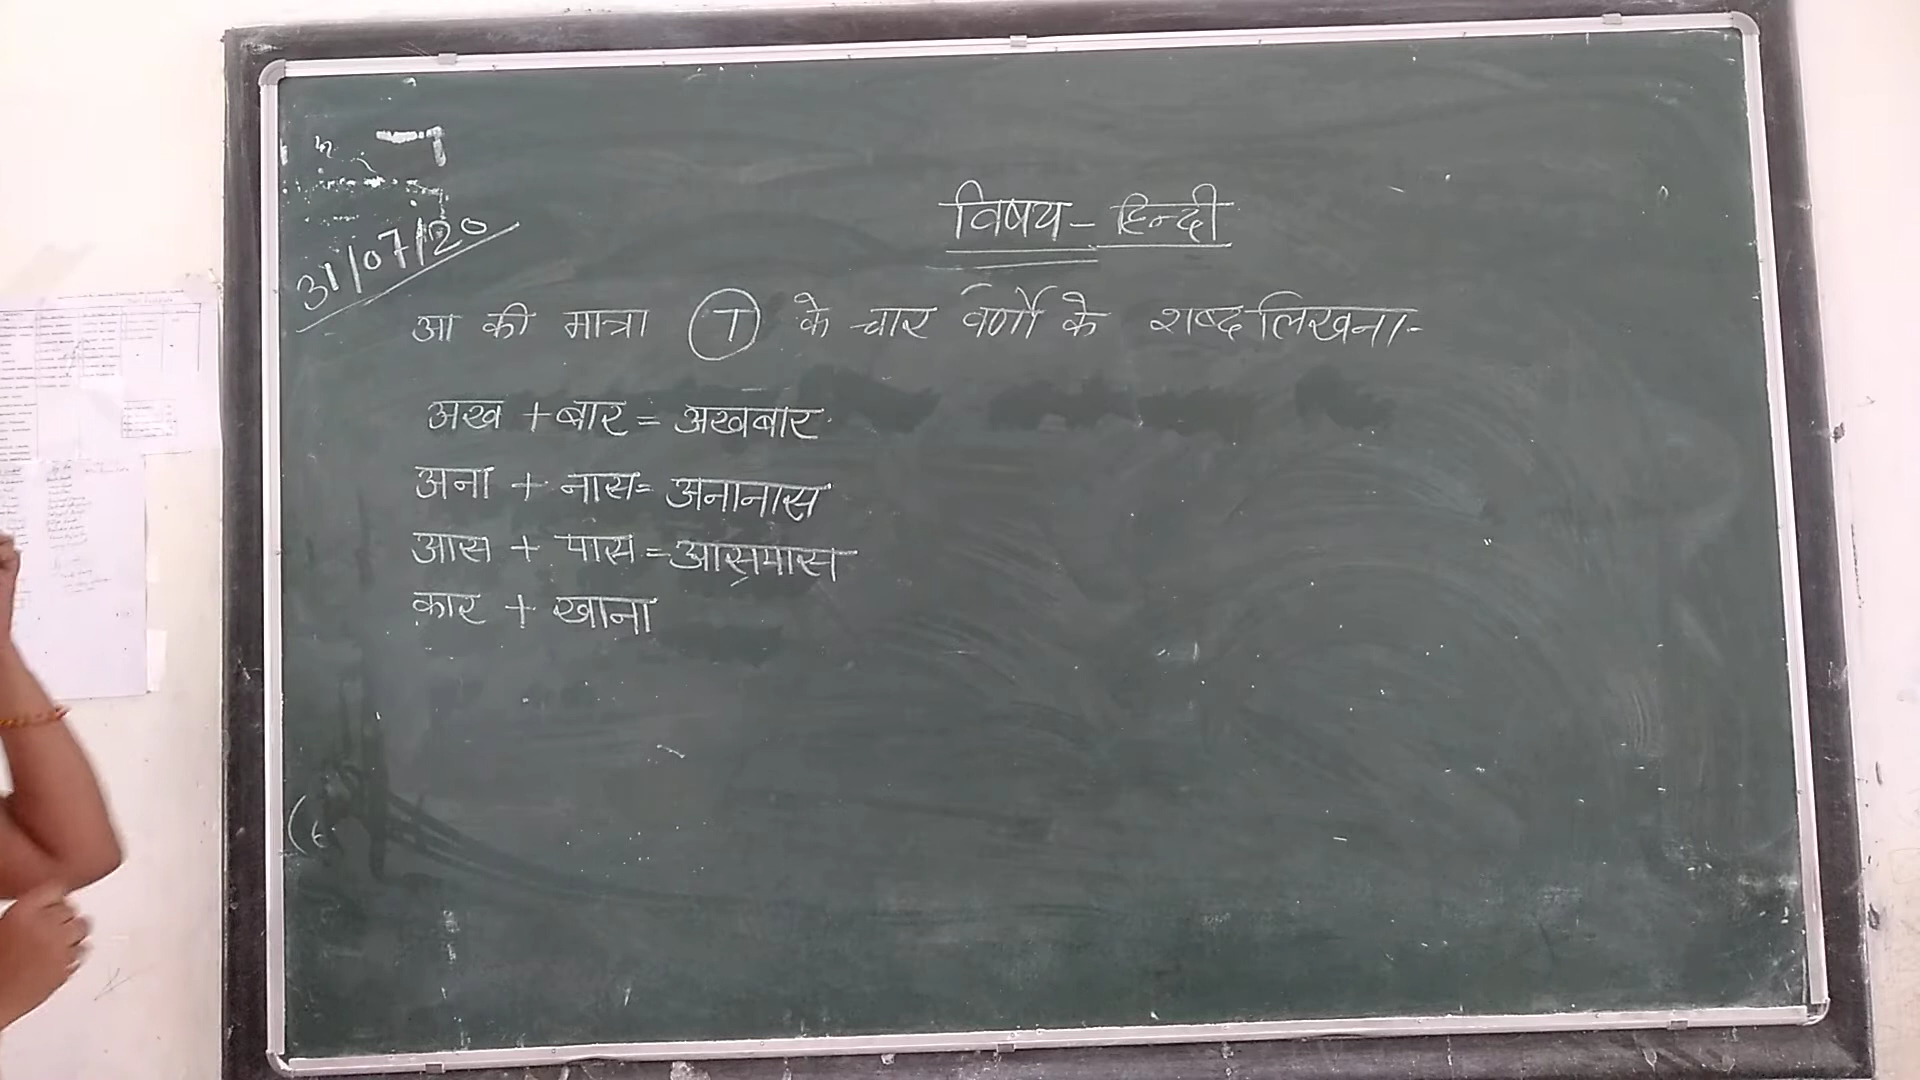 31/07/20
विषय - हिन्दी
आ की मात्रा (ा) के चार वर्णों के शब्द लिखना-
अख + बार = अखबार
अना + नास = अनानास
आस + पास = आसपास
कार + खाना